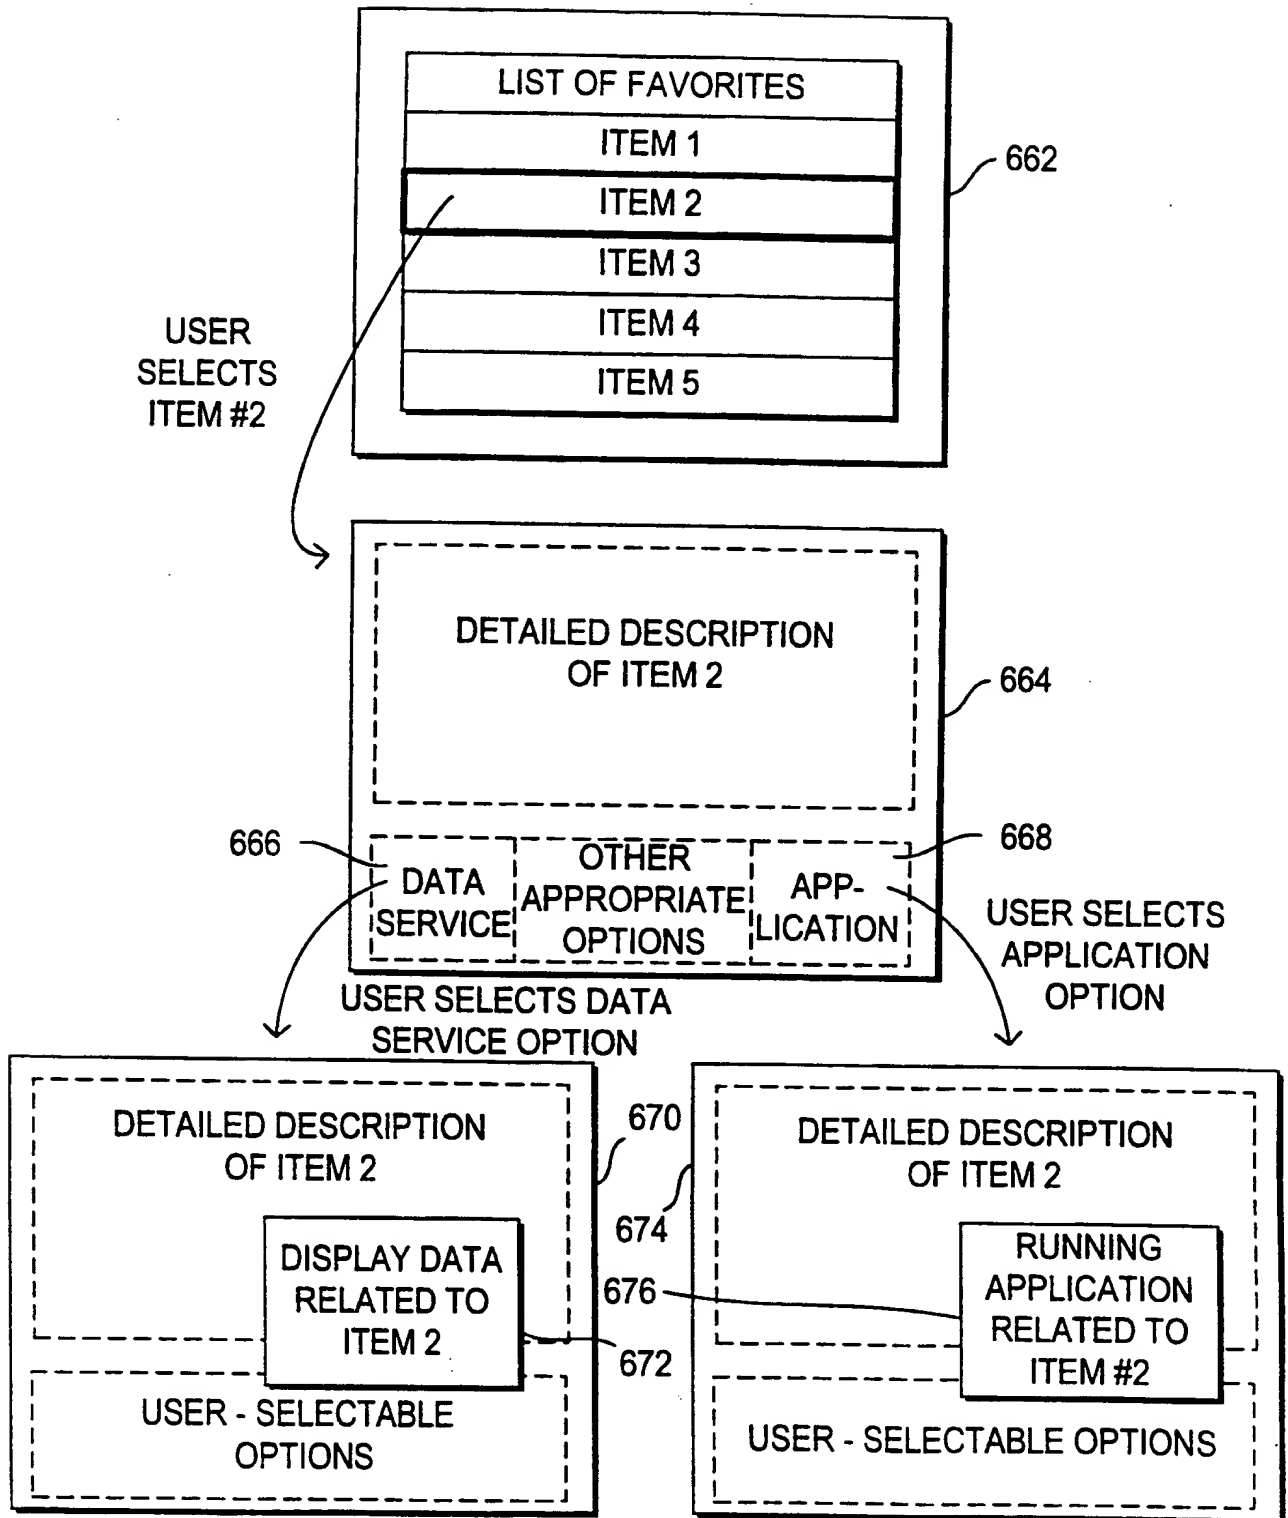 LIST OF FAVORITES
ITEM 1
662
ITEM 2
ITEM 3
ITEM 4
ITEM 5
USER
SELECTS
ITEM #2
DETAILED DESCRIPTION
OF ITEM 2
664
666
668
DATA
SERVICE
OTHER
APPROPRIATE
OPTIONS
APP-
LICATION
USER SELECTS
APPLICATION
OPTION
USER SELECTS DATA
SERVICE OPTION
DETAILED DESCRIPTION
OF ITEM 2
670
DISPLAY DATA
RELATED TO
ITEM 2
672
USER - SELECTABLE
OPTIONS
674
DETAILED DESCRIPTION
OF ITEM 2
676
RUNNING
APPLICATION
RELATED TO
ITEM #2
USER - SELECTABLE OPTIONS